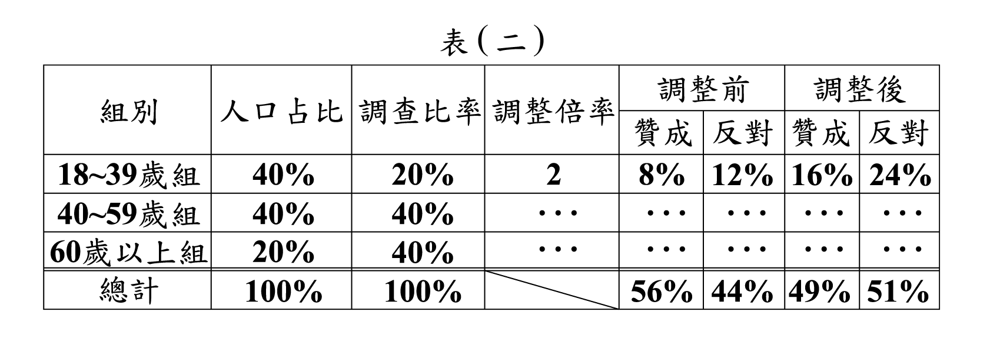 表(二)
組別 人口占比 調查比率 調整倍率 調整前 調整後
贊成 反對 贊成 反對
18~39歲組 40% 20% 2 8% 12% 16% 24%
40~59歲組 40% 40% ··· ··· ··· ··· ···
60歲以上組 20% 40% ··· ··· ··· ··· ···
總計 100% 100% 56% 44% 49% 51%